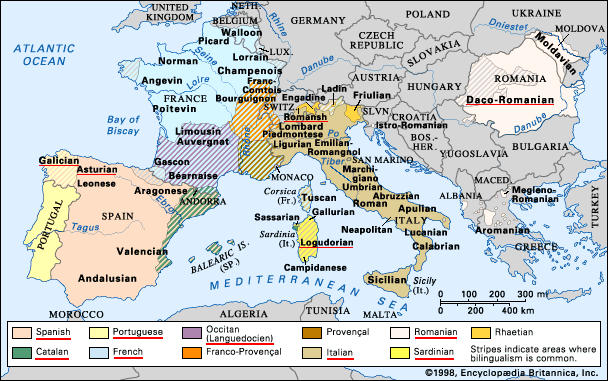 UNITED
KINGDOM
NETH.
BELGIUM
Rhine
GERMANY
POLAND
UKRAINE
ATLANTIC
OCEAN
Walloon
Picard
LUX.
CZECH
REPUBLIC
SLOVAKIA
Dniester
MOLDOVA
Moldavian
Norman
Seine
Lorrain
Champenois
Danube
AUSTRIA
HUNGARY
ROMANIA
Daco-Romanian
Angevin
Loire
Franc-
Comtois
Bourguignon
FRANCE
Poitevin
SWITZ.
Engadine
Ladin
Romansh
Friulian
SLVN.
CROATIA
Istro-Romanian
Danube
Bay of
Biscay
Limousin
Auvergnat
Rhône
Lombard
Piedmontese
Po
Ligurian
Emilian-
Romagnol
BOS.-
HER.
YUGOSLAVIA
BULGARIA
Tiber
SAN MARINO
Galician
Asturian
Leonese
Gascon
Béarnaise
MONACO
Marchi-
giano
Umbrian
Aragonese
ANDORRA
Ebro
Corsica
(Fr.)
Tuscan
Roman
Abruzzian
Apulian
ITALY
ALBANIA
MACED.
Megleno-
Romanian
TURKEY
PORTUGAL
SPAIN
Tagus
Sassarian
Gallurian
Sardinia
(It.)
Neapolitan
Lucanian
Calabrian
Aromanian
GREECE
Valencian
BALEARIC IS.
(SP.)
Logudorian
Campidanese
Andalusian
MEDITERRANEAN SEA
Sicilian
Sicily
(It.)
MOROCCO
ALGERIA
TUNISIA
MALTA
0 100 200 300 mi
0 200 400 km
Spanish
Portuguese
Occitan
(Languedocien)
Provençal
Romanian
Rhaetian
Catalan
French
Franco-Provençal
Italian
Sardinian
Stripes indicate areas where
bilingualism is common.
©1998, Encyclopædia Britannica, Inc.